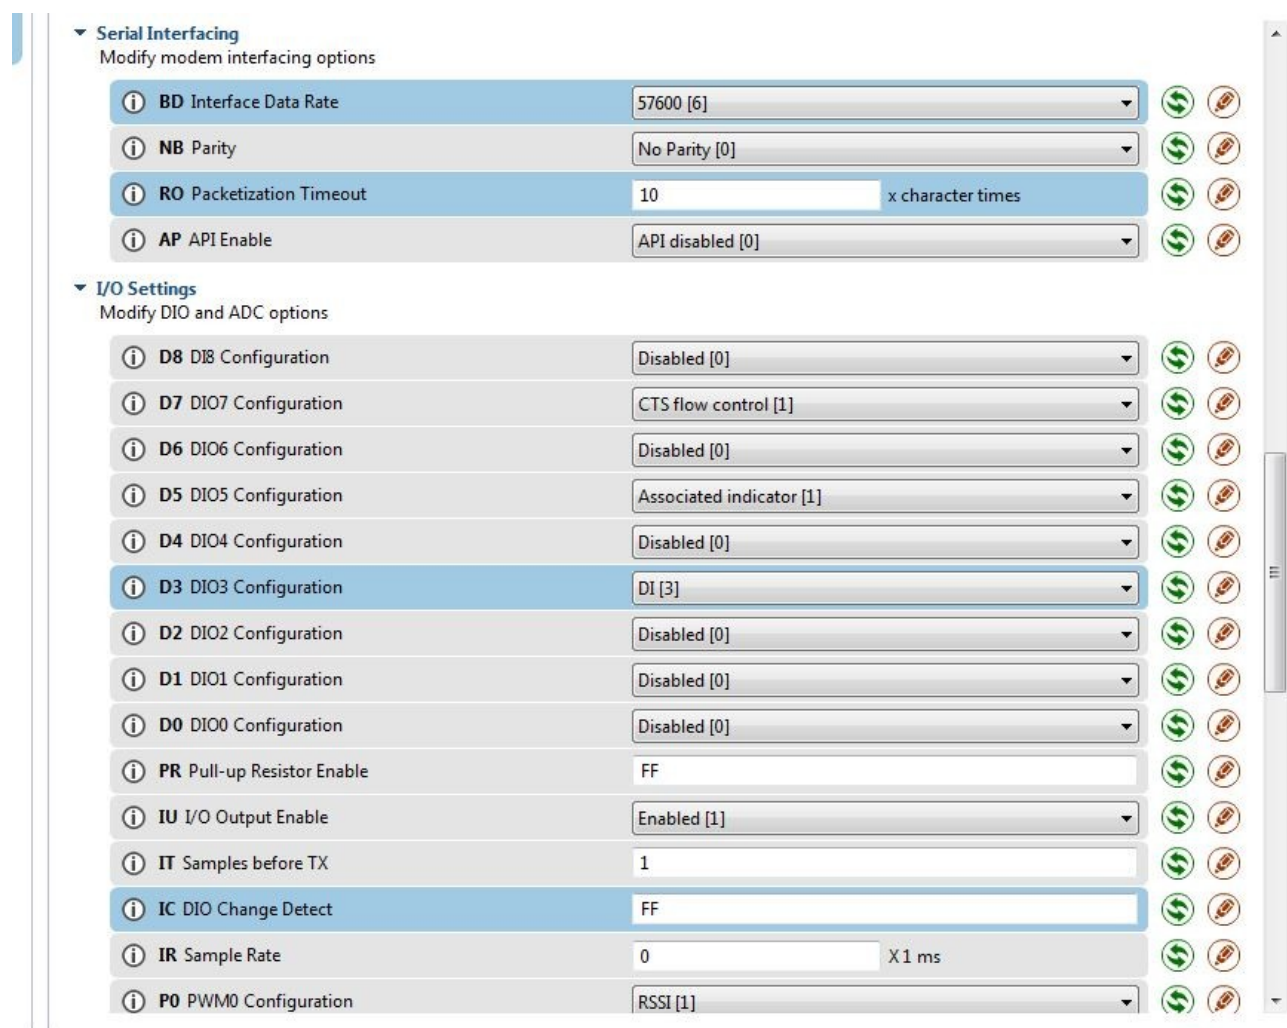 Serial Interfacing
Modify modem interfacing options
BD Interface Data Rate 57600 [6]
NB Parity No Parity [0]
RO Packetization Timeout 10 x character times
AP API Enable API disabled [0]
I/O Settings
Modify DIO and ADC options
D8 DI8 Configuration Disabled [0]
D7 DIO7 Configuration CTS flow control [1]
D6 DIO6 Configuration Disabled [0]
D5 DIO5 Configuration Associated indicator [1]
D4 DIO4 Configuration Disabled [0]
D3 DIO3 Configuration DI [3]
D2 DIO2 Configuration Disabled [0]
D1 DIO1 Configuration Disabled [0]
D0 DIO0 Configuration Disabled [0]
PR Pull-up Resistor Enable FF
IU I/O Output Enable Enabled [1]
IT Samples before TX 1
IC DIO Change Detect FF
IR Sample Rate 0 X 1 ms
P0 PWM0 Configuration RSSI [1]